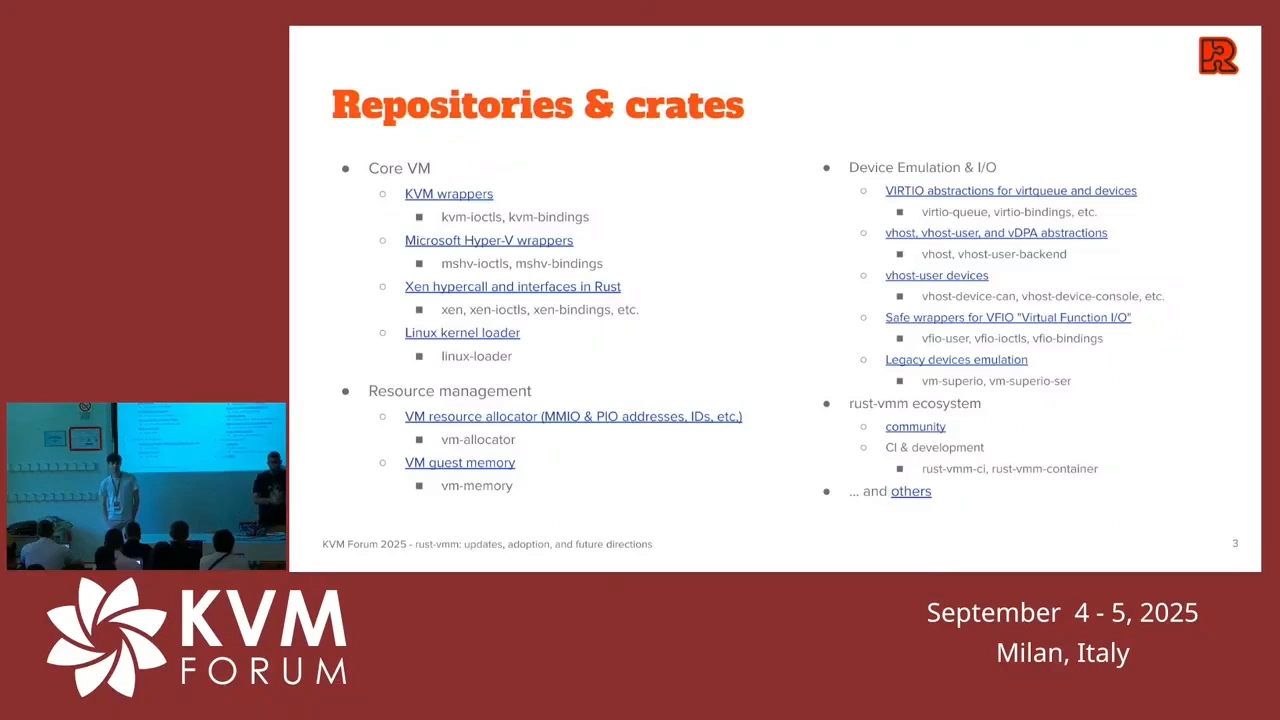 Repositories & crates
Core VM
KVM wrappers
kvm-ioctls, kvm-bindings
Microsoft Hyper-V wrappers
mshv-ioctls, mshv-bindings
Xen hypercall and interfaces in Rust
xen, xen-ioctls, xen-bindings, etc.
Linux kernel loader
linux-loader
Resource management
VM resource allocator (MMIO & PIO addresses, IDs, etc,)
vm-allocator
VM guest memory
vm-memory
Device Emulation & I/O
VIRTIO abstractions for virtqueue and devices
virtio-queue, virtio-bindings, etc.
vhost, vhost-user, and vDPA abstractions
vhost, vhost-user-backend
vhost-user devices
vhost-device-can, vhost-device-console, etc.
Safe wrappers for VFIO "Virtual Function I/O"
vfio-user, vfio-ioctls, vfio-bindings
Legacy devices emulation
vm-superio, vm-superio-ser
rust-vmm ecosystem
community
CI & development
rust-vmm-ci, rust-vmm-container
... and others
KVM Forum 2025 - rust-vmm: updates, adoption, and future directions
3
KVM
FORUM
September 4 - 5, 2025
Milan, Italy